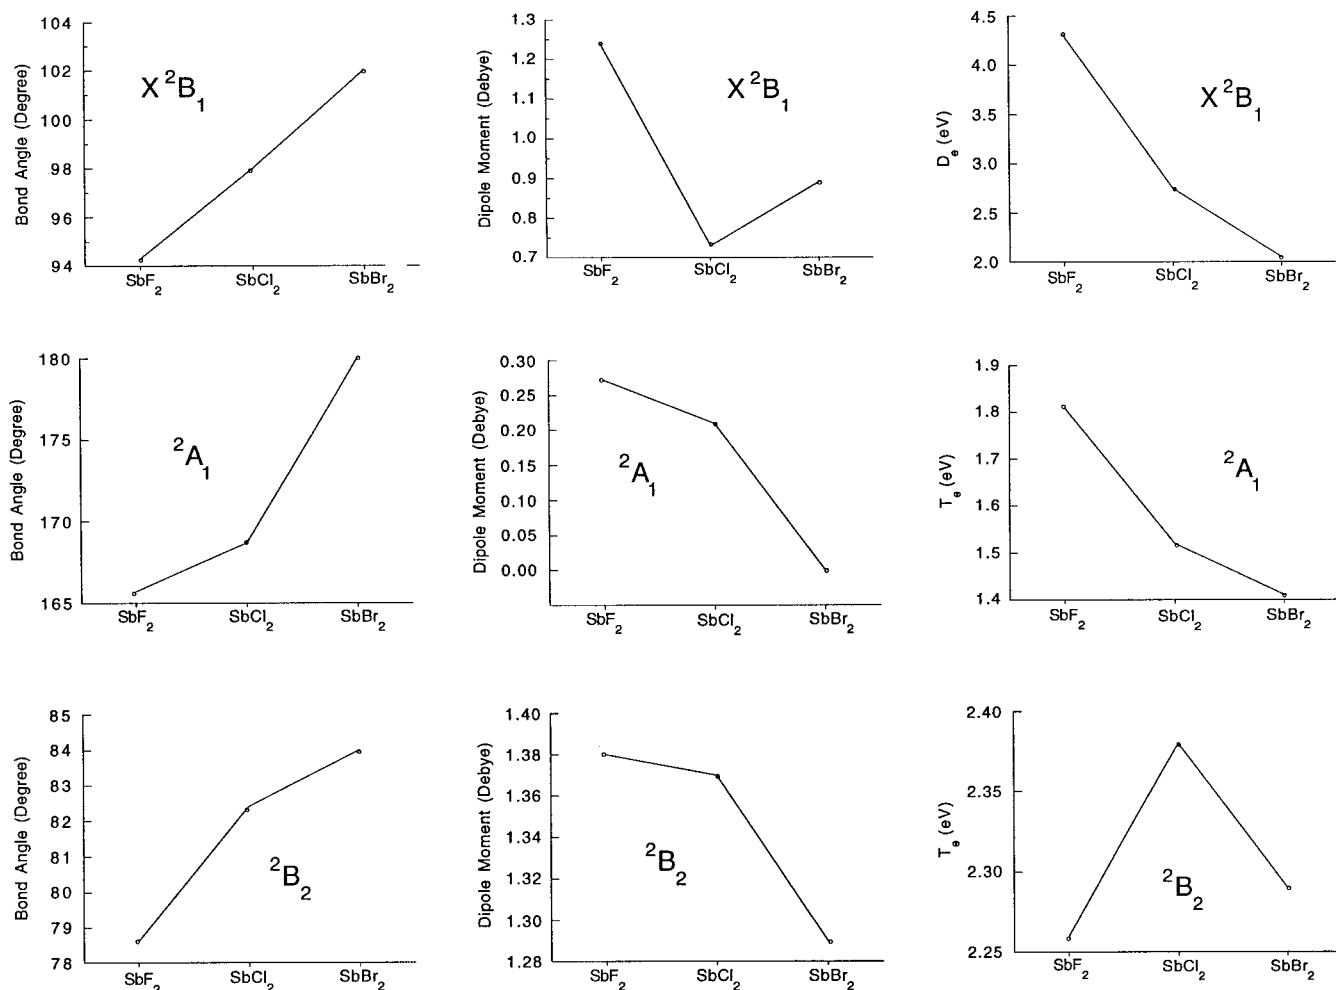 Bond Angle (Degree)
104
102
100
98
96
94
X ²B₁
SbF₂
SbCl₂
SbBr₂
Dipole Moment (Debye)
1.3
1.2
1.1
1.0
0.9
0.8
0.7
X ²B₁
SbF₂
SbCl₂
SbBr₂
Dₑ (eV)
4.5
4.0
3.5
3.0
2.5
2.0
X ²B₁
SbF₂
SbCl₂
SbBr₂
Bond Angle (Degree)
180
175
170
165
²A₁
SbF₂
SbCl₂
SbBr₂
Dipole Moment (Debye)
0.30
0.25
0.20
0.15
0.10
0.05
0.00
²A₁
SbF₂
SbCl₂
SbBr₂
Tₑ (eV)
1.9
1.8
1.7
1.6
1.5
1.4
²A₁
SbF₂
SbCl₂
SbBr₂
Bond Angle (Degree)
85
84
83
82
81
80
79
78
²B₂
SbF₂
SbCl₂
SbBr₂
Dipole Moment (Debye)
1.40
1.38
1.36
1.34
1.32
1.30
1.28
²B₂
SbF₂
SbCl₂
SbBr₂
Tₑ (eV)
2.40
2.35
2.30
2.25
²B₂
SbF₂
SbCl₂
SbBr₂